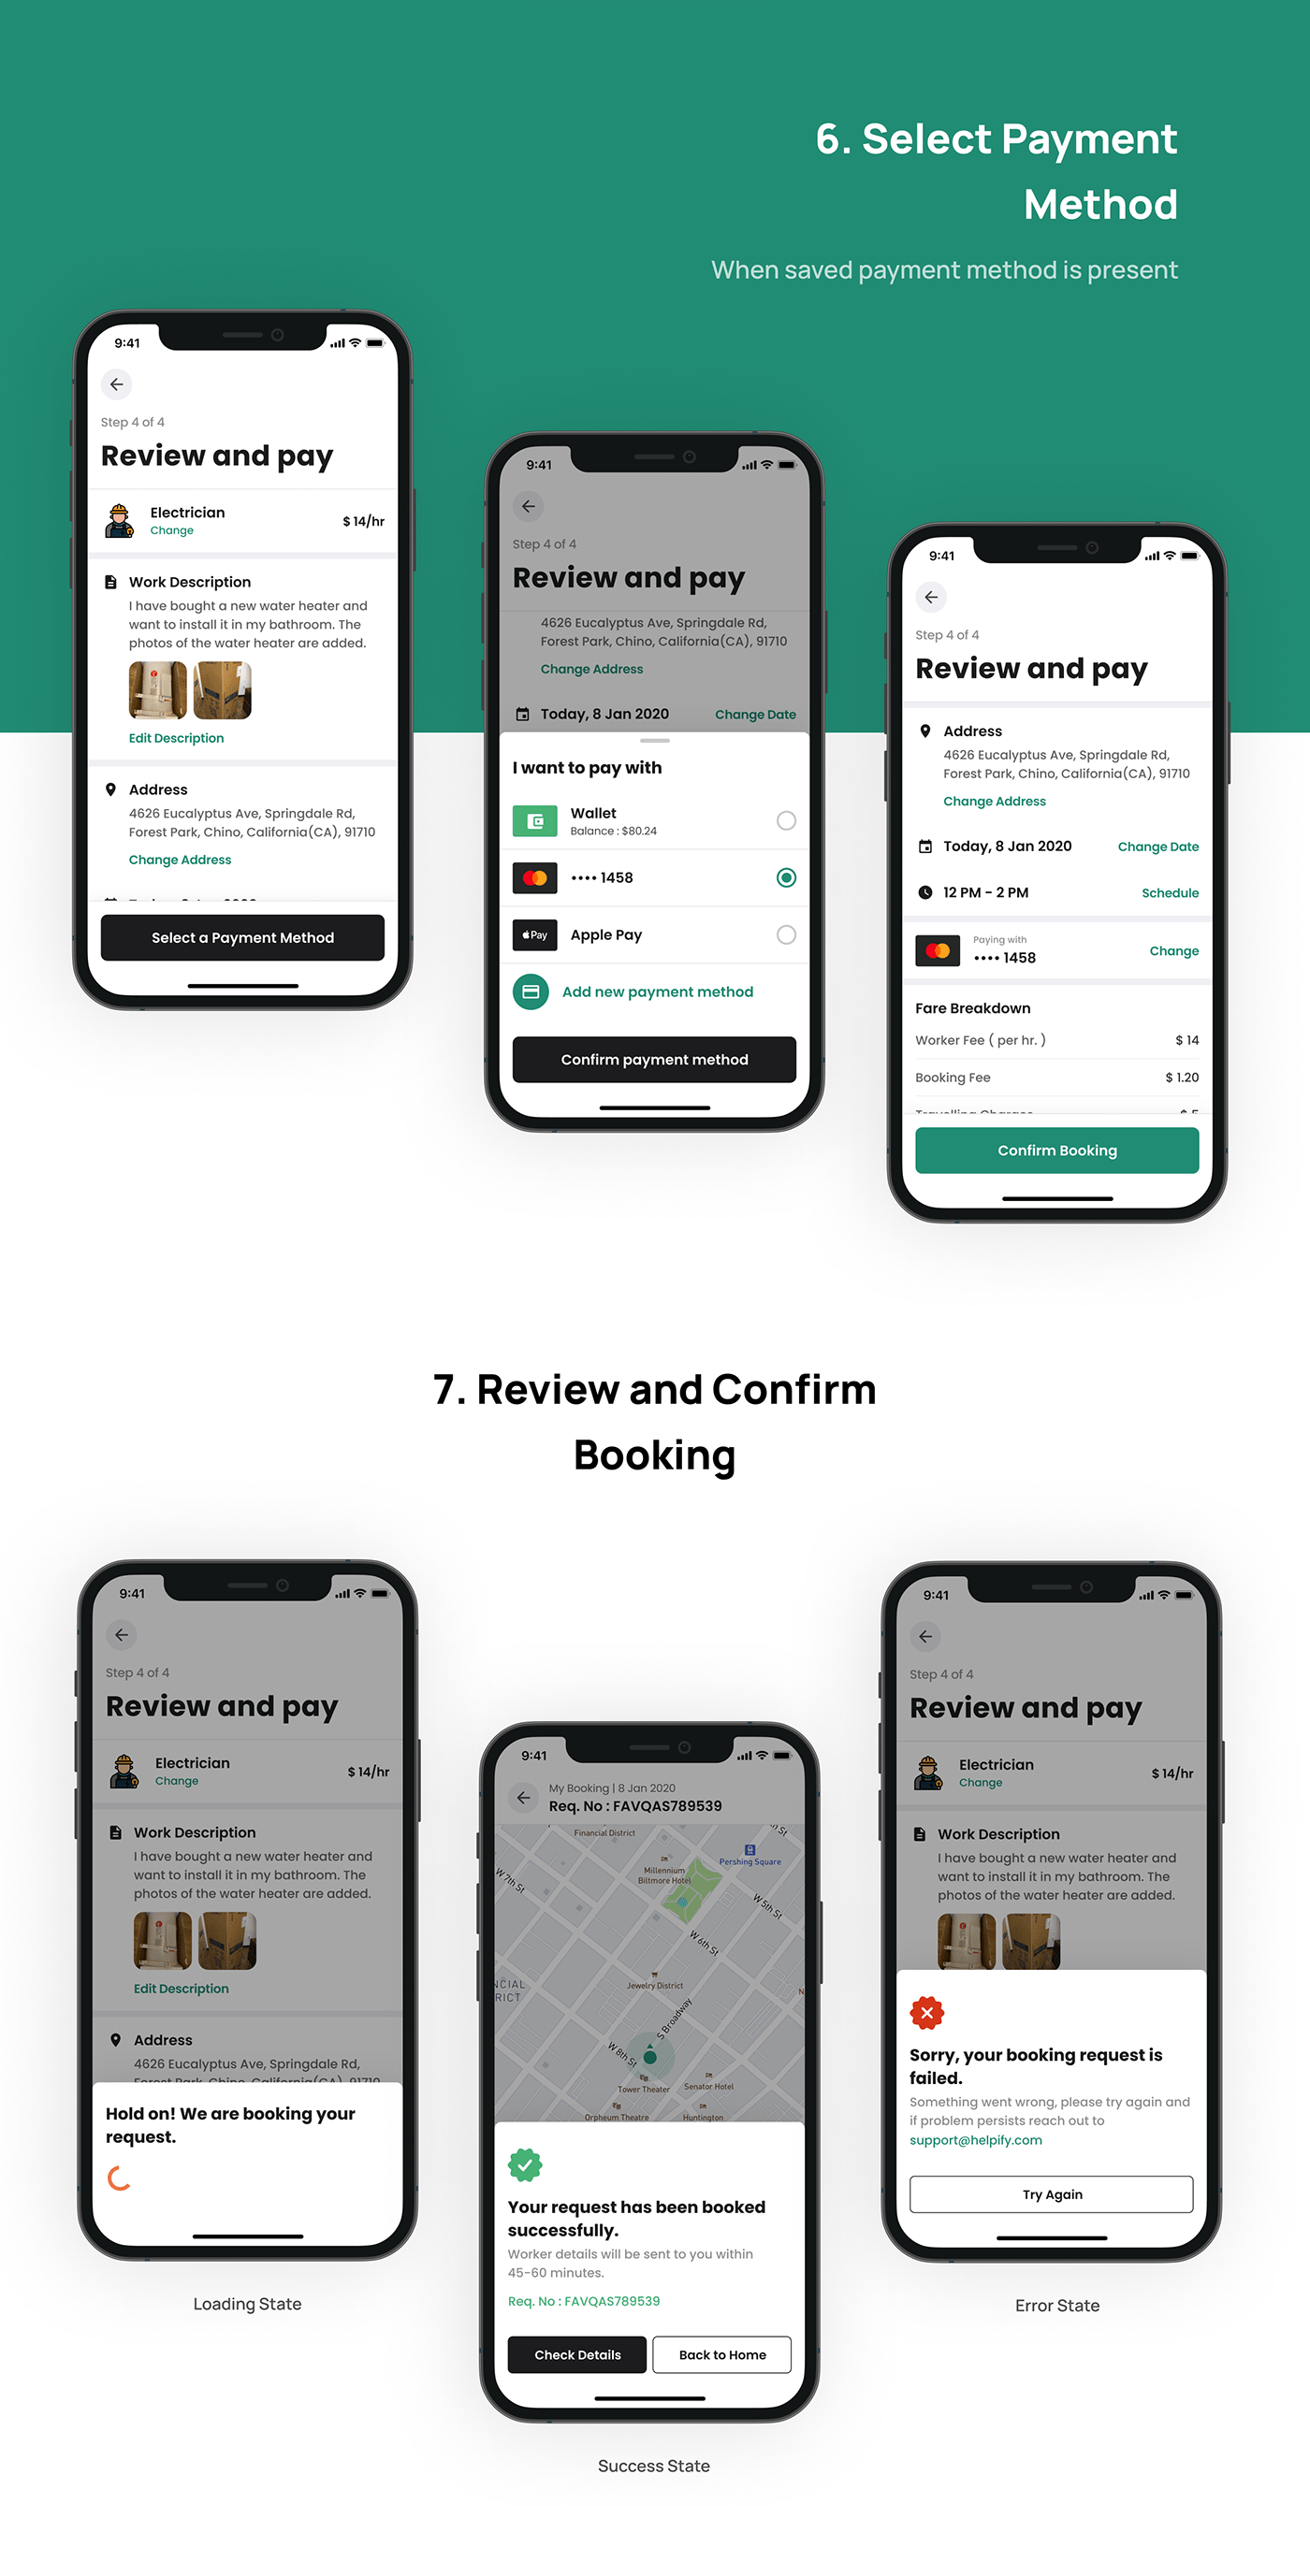 6. Select Payment
Method
When saved payment method is present
9:41
Step 4 of 4
Review and pay
Electrician
Change
$ 14/hr
Work Description
I have bought a new water heater and
want to install it in my bathroom. The
photos of the water heater are added.
Edit Description
Address
4626 Eucalyptus Ave, Springdale Rd,
Forest Park, Chino, California(CA), 91710
Change Address
Select a Payment Method
9:41
Step 4 of 4
Review and pay
4626 Eucalyptus Ave, Springdale Rd,
Forest Park, Chino, California(CA), 91710
Change Address
Today, 8 Jan 2020
Change Date
I want to pay with
Wallet
Balance : $80.24
•••• 1458
Pay
Apple Pay
Add new payment method
Confirm payment method
9:41
Step 4 of 4
Review and pay
Address
4626 Eucalyptus Ave, Springdale Rd,
Forest Park, Chino, California(CA), 91710
Change Address
Today, 8 Jan 2020
Change Date
12 PM - 2 PM
Schedule
Paying with
•••• 1458
Change
Fare Breakdown
Worker Fee ( per hr. )
$ 14
Booking Fee
$ 1.20
Travelling Charges
$ 5
Confirm Booking
7. Review and Confirm
Booking
9:41
Step 4 of 4
Review and pay
Electrician
Change
$ 14/hr
Work Description
I have bought a new water heater and
want to install it in my bathroom. The
photos of the water heater are added.
Edit Description
Address
4626 Eucalyptus Ave, Springdale Rd,
Forest Park, Chino, California(CA), 91710
Hold on! We are booking your
request.
Loading State
9:41
My Booking | 8 Jan 2020
Req. No : FAVQAS789539
Financial District
Pershing Square
Millennium
Biltmore Hotel
W 7th St
W 5th St
W 6th St
NCIAL
RICT
Jewelry District
S Broadway
W 8th St
Tower Theater
Senator Hotel
Orpheum Theatre
Huntington
Your request has been booked
successfully.
Worker details will be sent to you within
45-60 minutes.
Req. No : FAVQAS789539
Check Details
Back to Home
Success State
9:41
Step 4 of 4
Review and pay
Electrician
Change
$ 14/hr
Work Description
I have bought a new water heater and
want to install it in my bathroom. The
photos of the water heater are added.
Sorry, your booking request is
failed.
Something went wrong, please try again and
if problem persists reach out to
support@helpify.com
Try Again
Error State